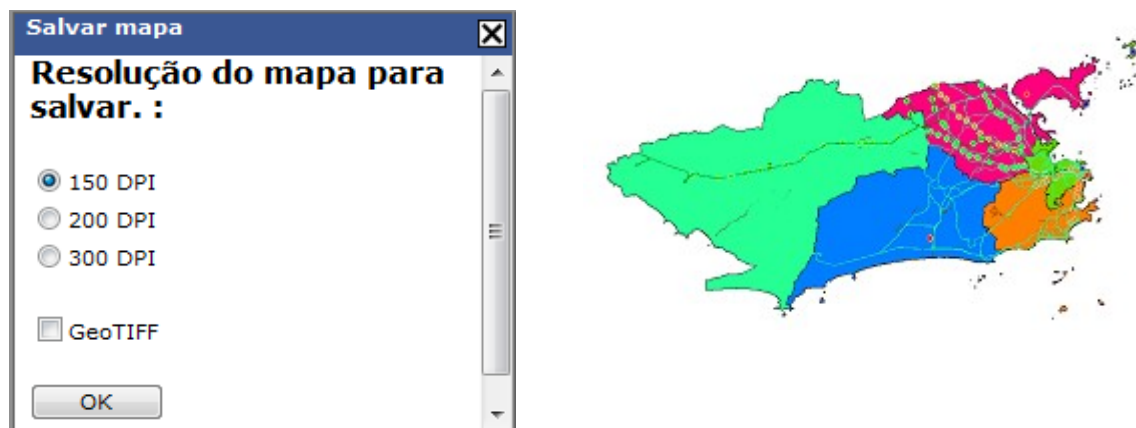 Salvar mapa
Resolução do mapa para
salvar. :
150 DPI
200 DPI
300 DPI
GeoTIFF
OK